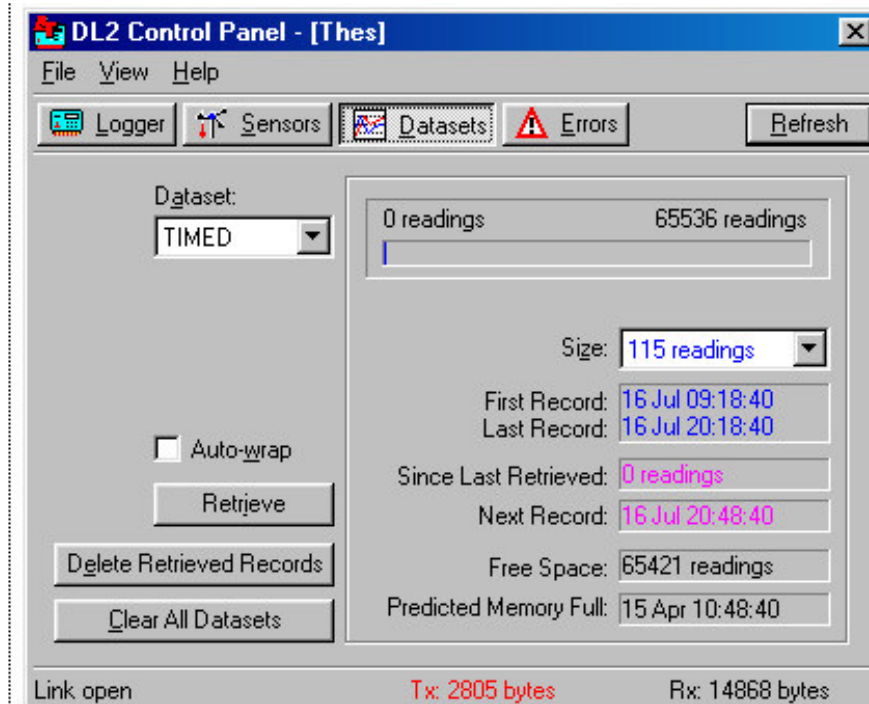 DL2 Control Panel - [Thes]
File View Help
Logger Sensors Datasets Errors Refresh
Dataset:
TIMED
0 readings 65536 readings
Size: 115 readings
First Record: 16 Jul 09:18:40
Last Record: 16 Jul 20:18:40
Auto-wrap
Since Last Retrieved: 0 readings
Retrieve
Next Record: 16 Jul 20:48:40
Delete Retrieved Records
Free Space: 65421 readings
Clear All Datasets
Predicted Memory Full: 15 Apr 10:48:40
Link open Tx: 2805 bytes Rx: 14868 bytes